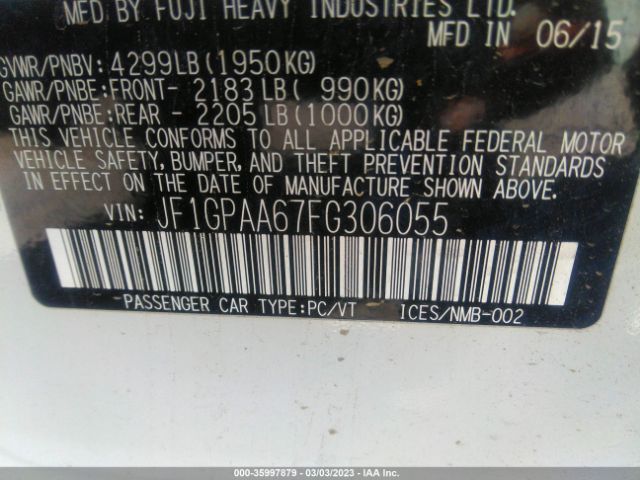 MFD BY FUJI HEAVY INDUSTRIES LTD.
MFD IN 06/15
GVWR/PNBV: 4299LB (1950KG)
GAWR/PNBE:FRONT- 2183 LB ( 990KG)
GAWR/PNBE:REAR - 2205 LB (1000KG)
THIS VEHICLE CONFORMS TO ALL APPLICABLE FEDERAL MOTOR
VEHICLE SAFETY, BUMPER, AND THEFT PREVENTION STANDARDS
IN EFFECT ON THE DATE OF MANUFACTURE SHOWN ABOVE.
VIN: JF1GPAA67FG306055
PASSENGER CAR TYPE:PC/VT ICES/NMB-002
000-35997879 - 03/03/2023 - IAA Inc.